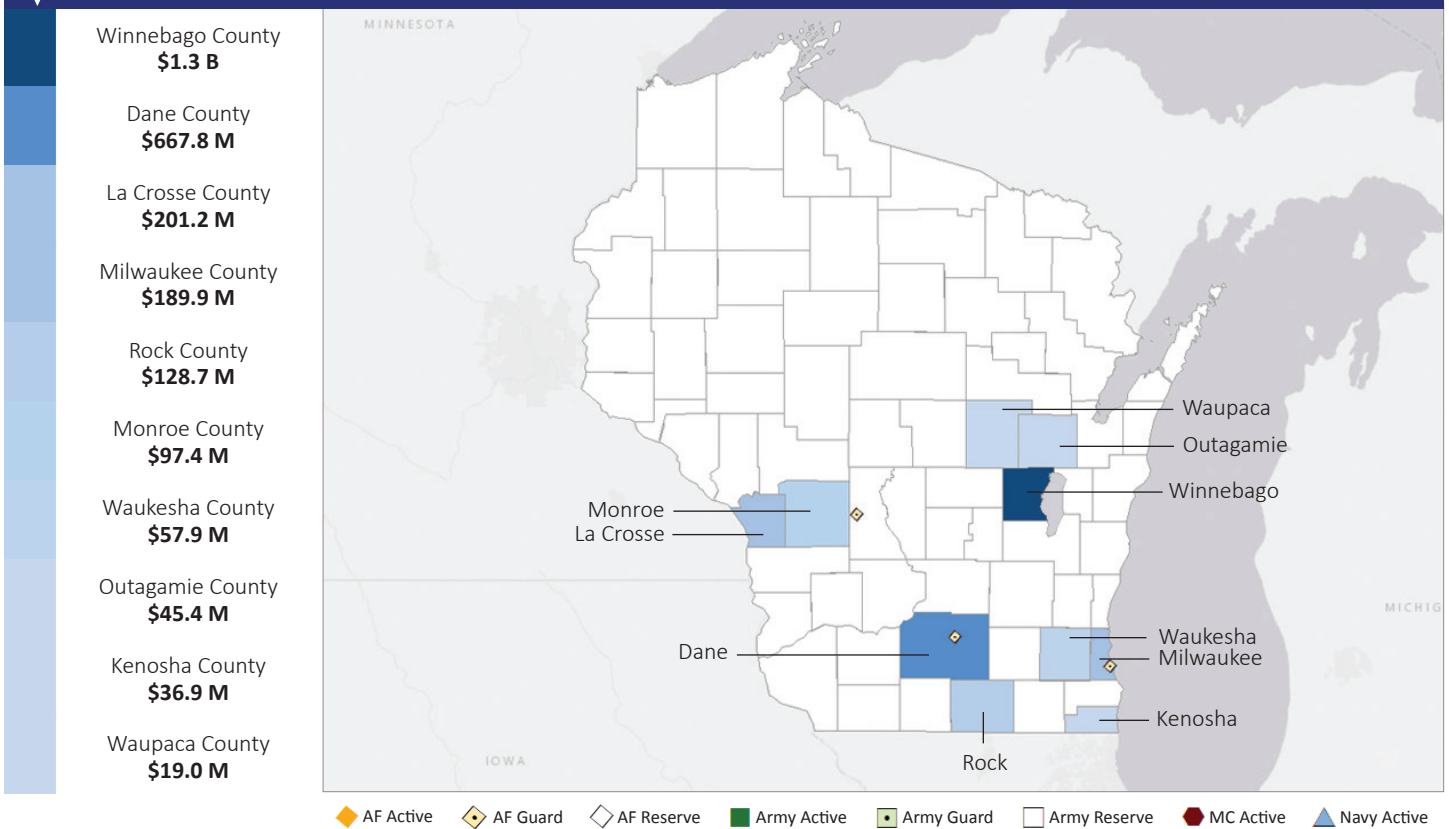 Winnebago County
$1.3 B
Dane County
$667.8 M
La Crosse County
$201.2 M
Milwaukee County
$189.9 M
Rock County
$128.7 M
Monroe County
$97.4 M
Waukesha County
$57.9 M
Outagamie County
$45.4 M
Kenosha County
$36.9 M
Waupaca County
$19.0 M
MINNESOTA
Waupaca
Outagamie
Winnebago
Monroe
La Crosse
MICHIG
Dane
Waukesha
Milwaukee
Kenosha
Rock
IOWA
AF Active
AF Guard
AF Reserve
Army Active
Army Guard
Army Reserve
MC Active
Navy Active